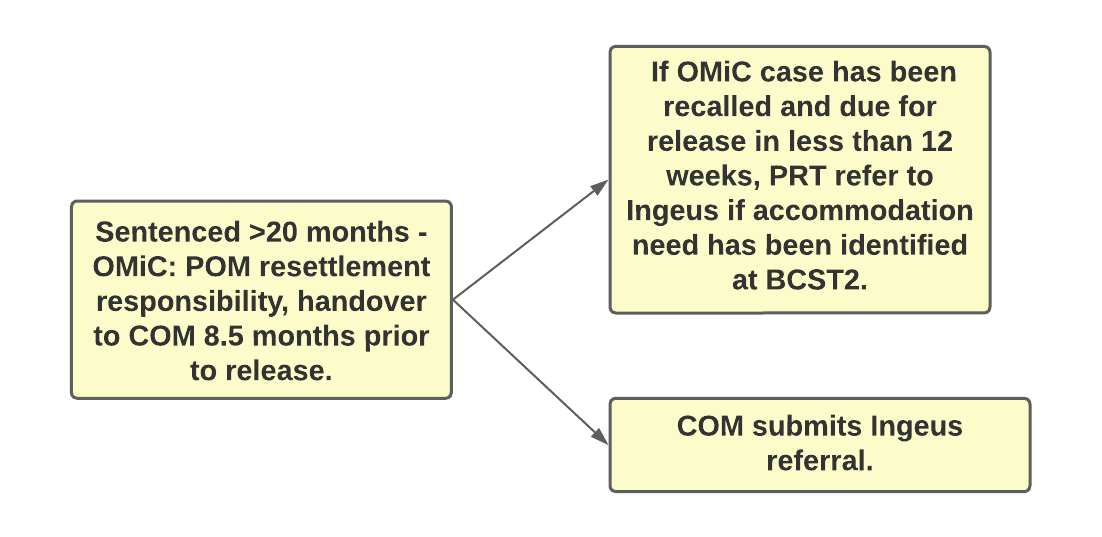 Sentenced >20 months -
OMiC: POM resettlement
responsibility, handover
to COM 8.5 months prior
to release.
If OMiC case has been
recalled and due for
release in less than 12
weeks, PRT refer to
Ingeus if accommodation
need has been identified
at BCST2.
COM submits Ingeus
referral.